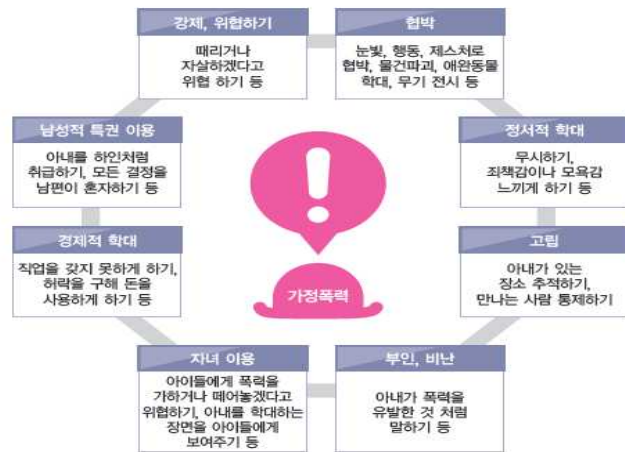 강제, 위협하기
때리거나
자살하겠다고
위협 하기 등
협박
눈빛, 행동, 제스처로
협박, 물건파괴, 애완동물
학대, 무기 전시 등
남성적 특권 이용
아내를 하인처럼
취급하기, 모든 결정을
남편이 혼자하기 등
정서적 학대
무시하기,
죄책감이나 모욕감
느끼게 하기 등
경제적 학대
직업을 갖지 못하게 하기,
허락을 구해 돈을
사용하게 하기 등
가정폭력
고립
아내가 있는
장소 추적하기,
만나는 사람 통제하기
자녀 이용
아이들에게 폭력을
가하거나 떼어놓겠다고
위협하기, 아내를 학대하는
장면을 아이들에게
보여주기 등
부인, 비난
아내가 폭력을
유발한 것 처럼
말하기 등